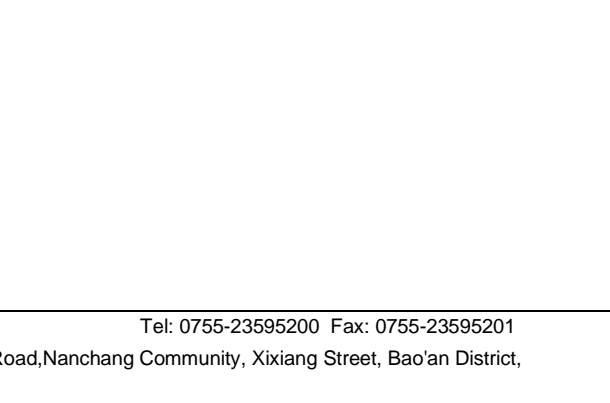 Tel: 0755-23595200 Fax: 0755-23595201
Road,Nanchang Community, Xixiang Street, Bao'an District,